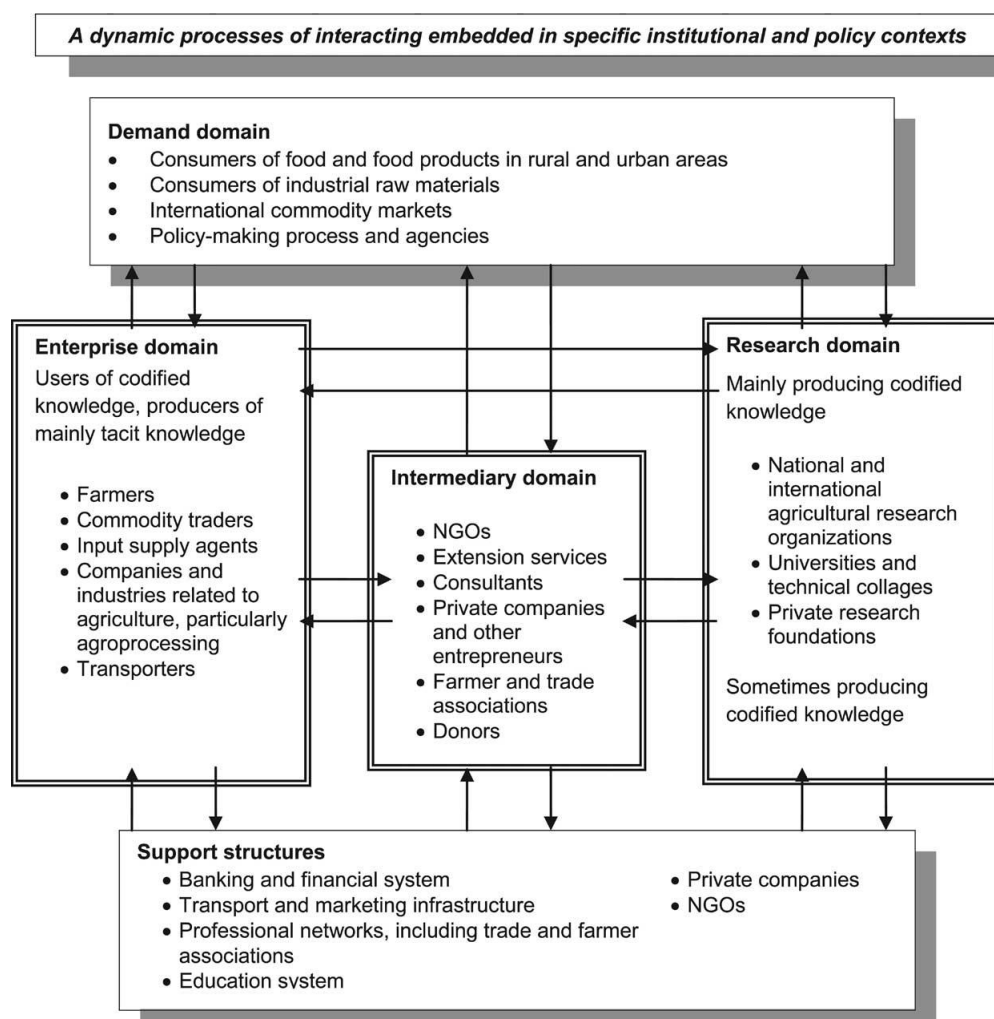 A dynamic processes of interacting embedded in specific institutional and policy contexts
Demand domain
• Consumers of food and food products in rural and urban areas
• Consumers of industrial raw materials
• International commodity markets
• Policy-making process and agencies
Enterprise domain
Users of codified
knowledge, producers of
mainly tacit knowledge
• Farmers
• Commodity traders
• Input supply agents
• Companies and
industries related to
agriculture, particularly
agroprocessing
• Transporters
Intermediary domain
• NGOs
• Extension services
• Consultants
• Private companies
and other
entrepreneurs
• Farmer and trade
associations
• Donors
Research domain
Mainly producing codified
knowledge
• National and
international
agricultural research
organizations
• Universities and
technical collages
• Private research
foundations
Sometimes producing
codified knowledge
Support structures
• Banking and financial system
• Transport and marketing infrastructure
• Professional networks, including trade and farmer
associations
• Education system
• Private companies
• NGOs